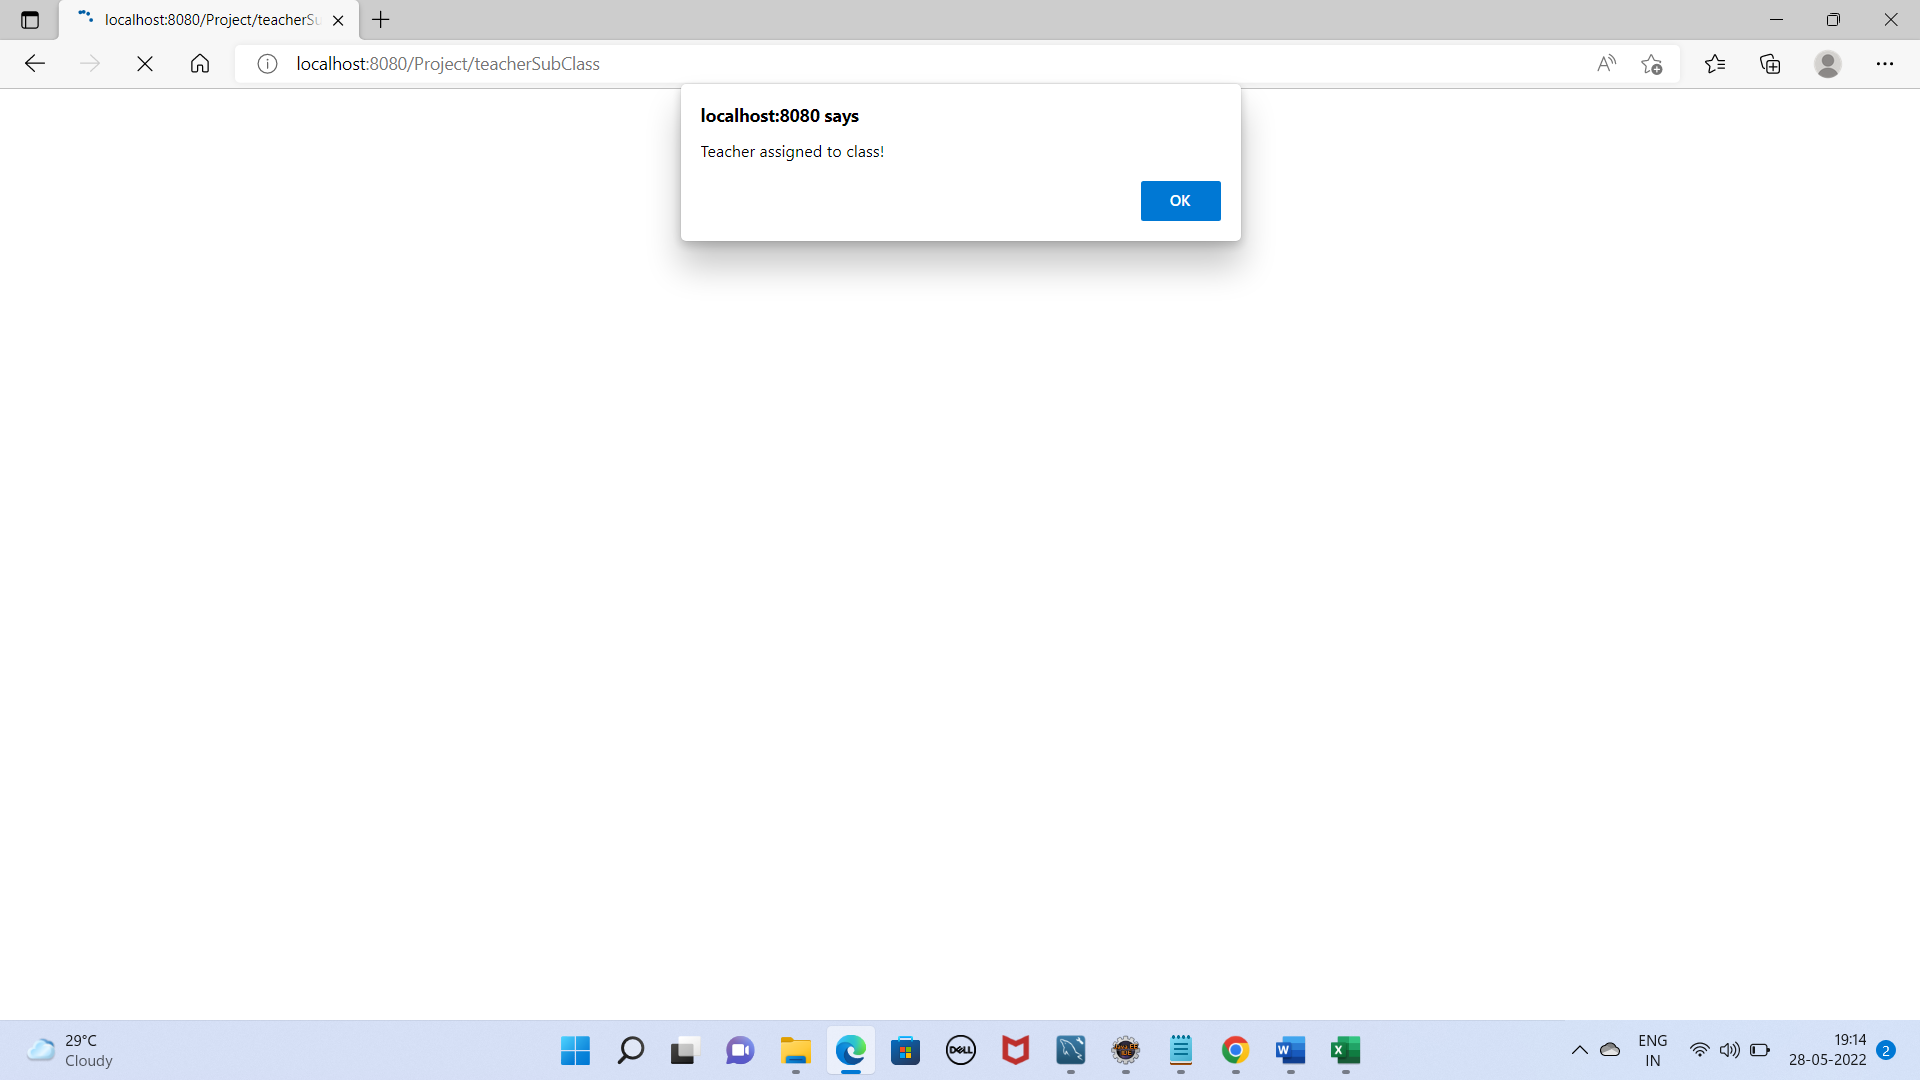 localhost:8080/Project/teacherSu
localhost:8080/Project/teacherSubClass
localhost:8080 says
Teacher assigned to class!
OK
29°C
Cloudy
DELL
W
X
ENG
IN
19:14
28-05-2022
2